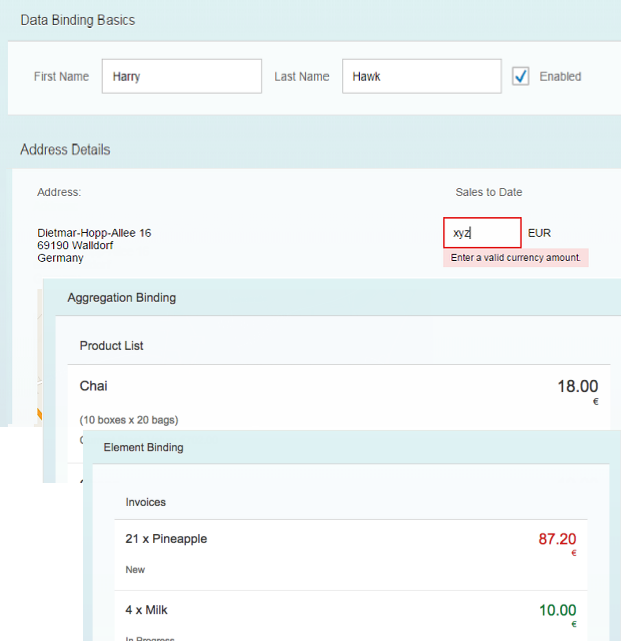 Data Binding Basics
First Name Harry Last Name Hawk Enabled
Address Details
Address: Sales to Date
Dietmar-Hopp-Allee 16
xyz EUR
69190 Walldorf
Germany
Enter a valid currency amount.
Aggregation Binding
Product List
Chai 18.00
€
(10 boxes x 20 bags)
Element Binding
Invoices
21 x Pineapple 87.20
€
New
4 x Milk 10.00
€
In Progress